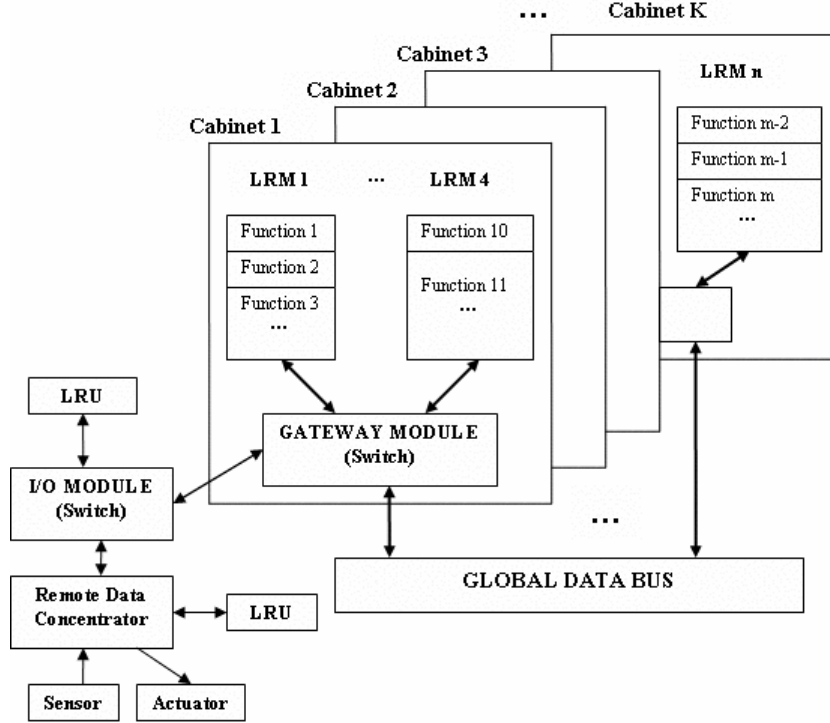 ...
Cabinet K
Cabinet 3
Cabinet 2
Cabinet 1
LRM n
Function m-2
Function m-1
Function m
...
LRM 1
...
LRM 4
Function 1
Function 2
Function 3
...
Function 10
Function 11
...
LRU
GATEWAY MODULE
(Switch)
I/O MODULE
(Switch)
...
GLOBAL DATA BUS
Remote Data
Concentrator
LRU
Sensor
Actuator